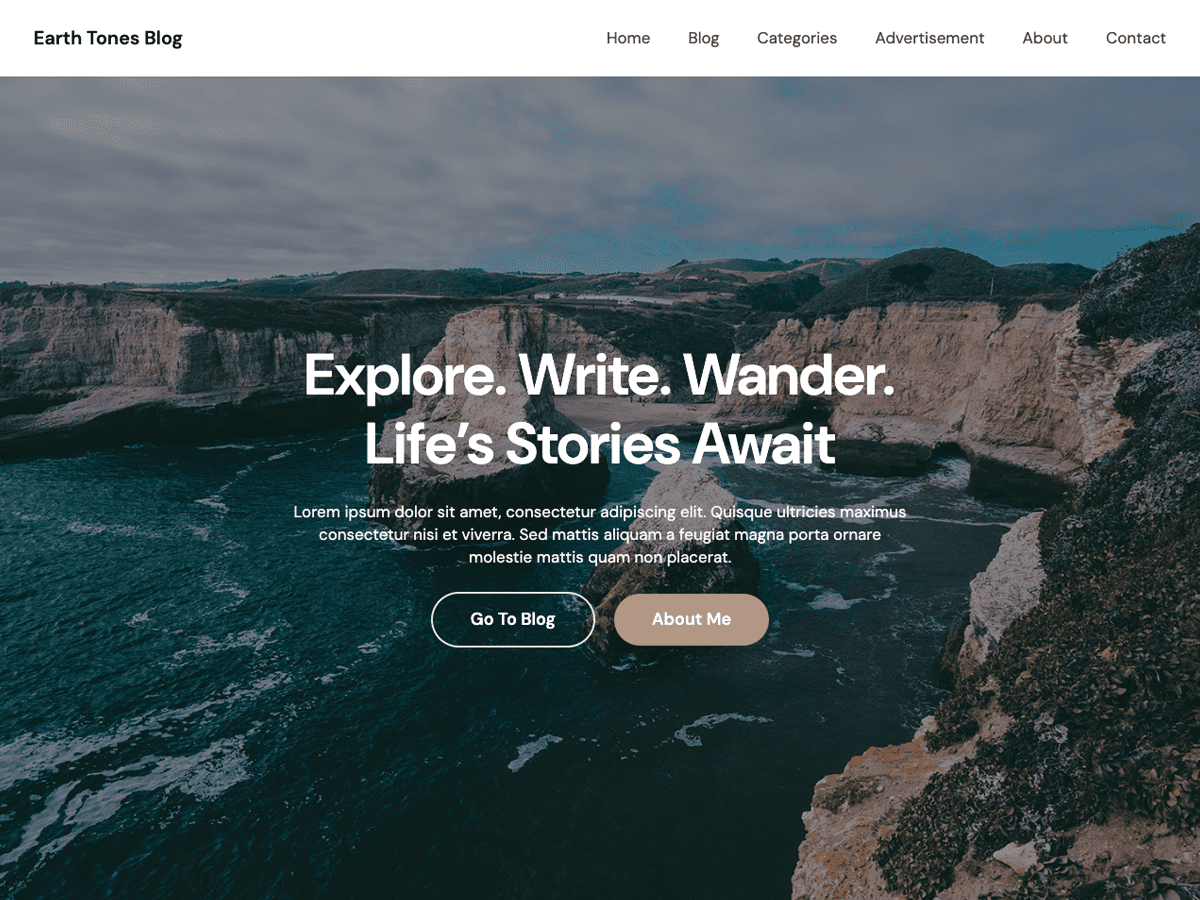 Earth Tones Blog
Home Blog Categories Advertisement About Contact
Explore. Write. Wander.
Life’s Stories Await
Lorem ipsum dolor sit amet, consectetur adipiscing elit. Quisque ultricies maximus
consectetur nisi et viverra. Sed mattis aliquam a feugiat magna porta ornare
molestie mattis quam non placerat.
Go To Blog
About Me